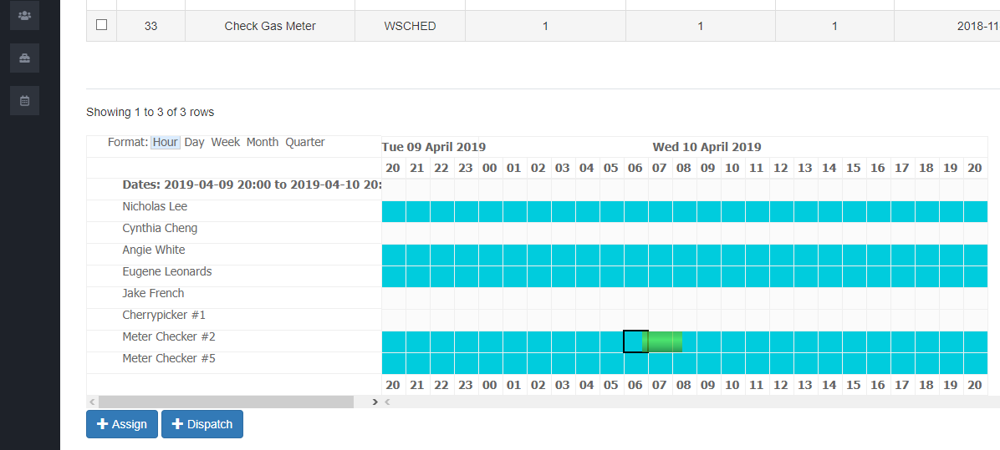 33 Check Gas Meter WSCHED 1 1 1 2018-11
Showing 1 to 3 of 3 rows
Format: Hour Day Week Month Quarter
Tue 09 April 2019 Wed 10 April 2019
20 21 22 23 00 01 02 03 04 05 06 07 08 09 10 11 12 13 14 15 16 17 18 19 20
Dates: 2019-04-09 20:00 to 2019-04-10 20:
Nicholas Lee
Cynthia Cheng
Angie White
Eugene Leonards
Jake French
Cherrypicker #1
Meter Checker #2
Meter Checker #5
20 21 22 23 00 01 02 03 04 05 06 07 08 09 10 11 12 13 14 15 16 17 18 19 20
Assign Dispatch